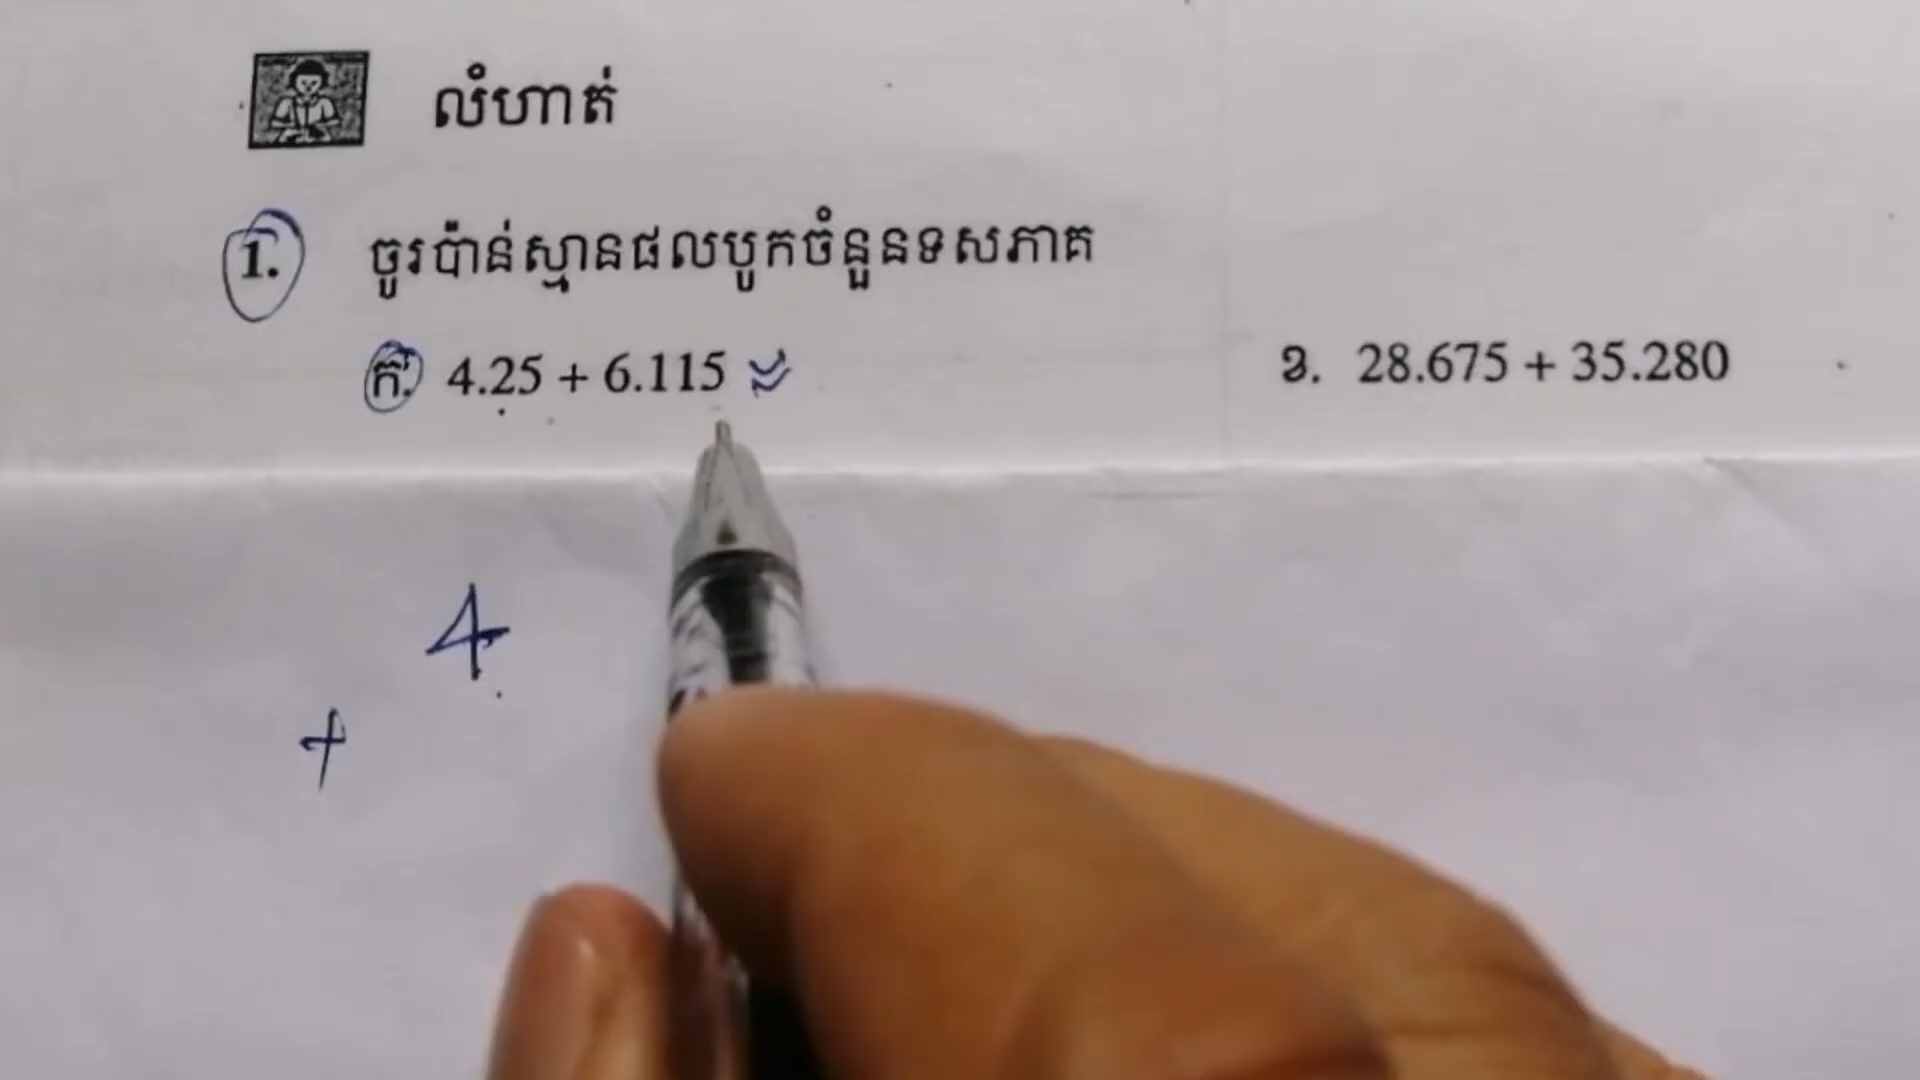 លំហាត់
1. ចូរប៉ាន់ស្មានផលបូកចំនួនទសភាគ
ក. 4.25 + 6.115 ≈ ខ. 28.675 + 35.280
4
+